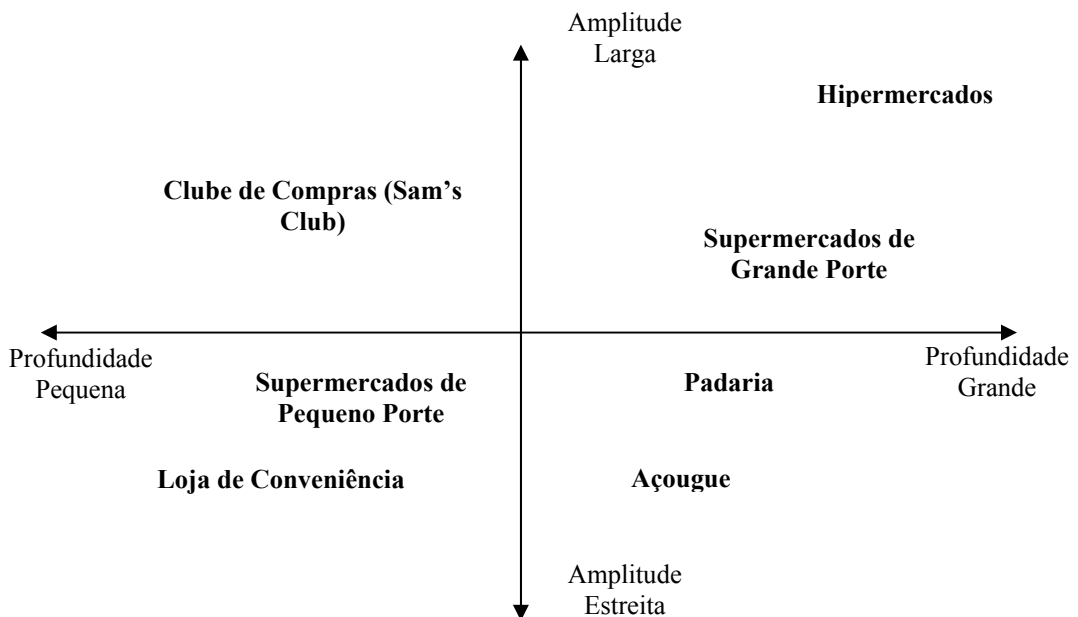 Amplitude
Larga
Hipermercados
Clube de Compras (Sam’s
Club)
Supermercados de
Grande Porte
Profundidade
Pequena
Profundidade
Grande
Supermercados de
Pequeno Porte
Padaria
Loja de Conveniência
Açougue
Amplitude
Estreita